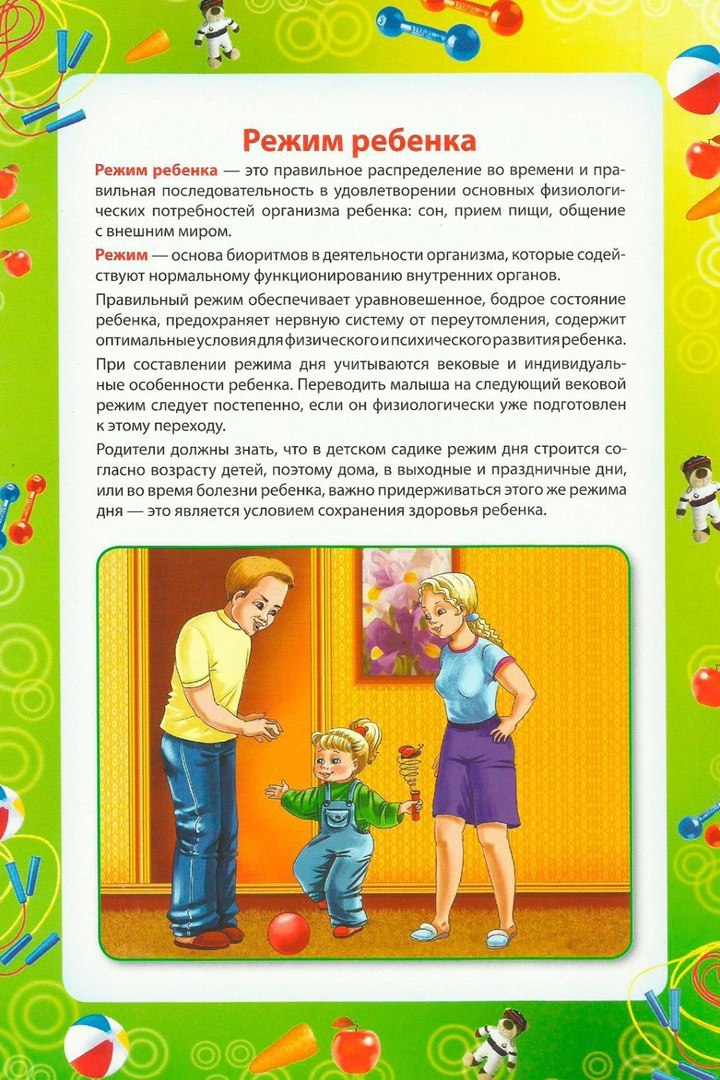 Режим ребенка
Режим ребенка — это правильное распределение во времени и пра-
вильная последовательность в удовлетворении основных физиологи-
ческих потребностей организма ребенка: сон, прием пищи, общение
с внешним миром.
Режим — основа биоритмов в деятельности организма, которые содей-
ствуют нормальному функционированию внутренних органов.
Правильный режим обеспечивает уравновешенное, бодрое состояние
ребенка, предохраняет нервную систему от переутомления, содержит
оптимальные условия для физического и психического развития ребенка.
При составлении режима дня учитываются вековые и индивидуаль-
ные особенности ребенка. Переводить малыша на следующий вековой
режим следует постепенно, если он физиологически уже подготовлен
к этому переходу.
Родители должны знать, что в детском садике режим дня строится со-
гласно возрасту детей, поэтому дома, в выходные и праздничные дни,
или во время болезни ребенка, важно придерживаться этого же режима
дня — это является условием сохранения здоровья ребенка.